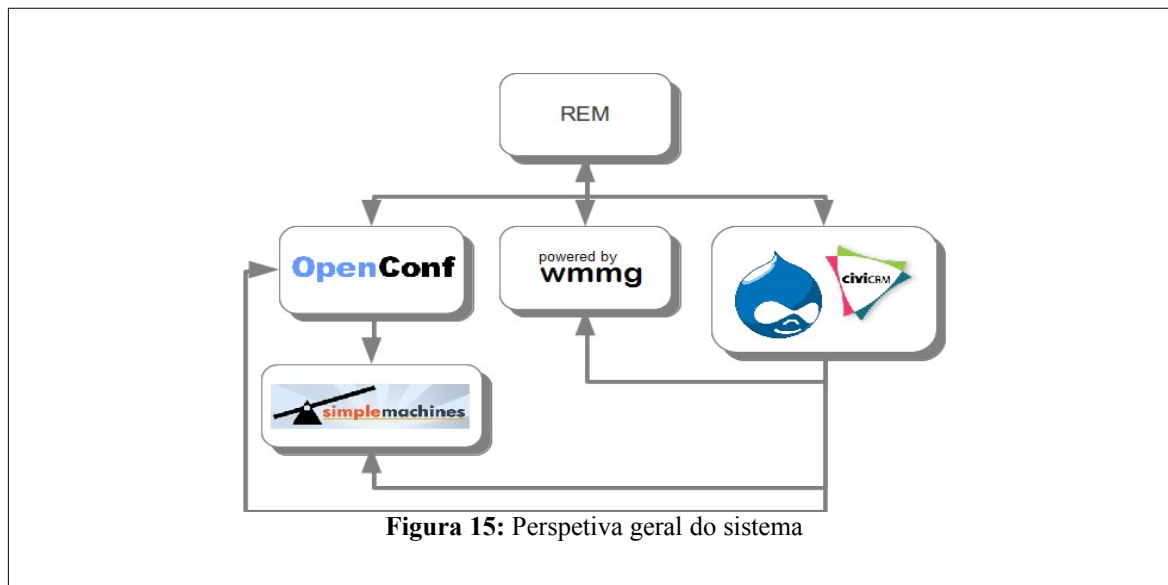 REM
OpenConf
powered by
wmmg
civiCRM
simplemachines
Figura 15: Perspetiva geral do sistema